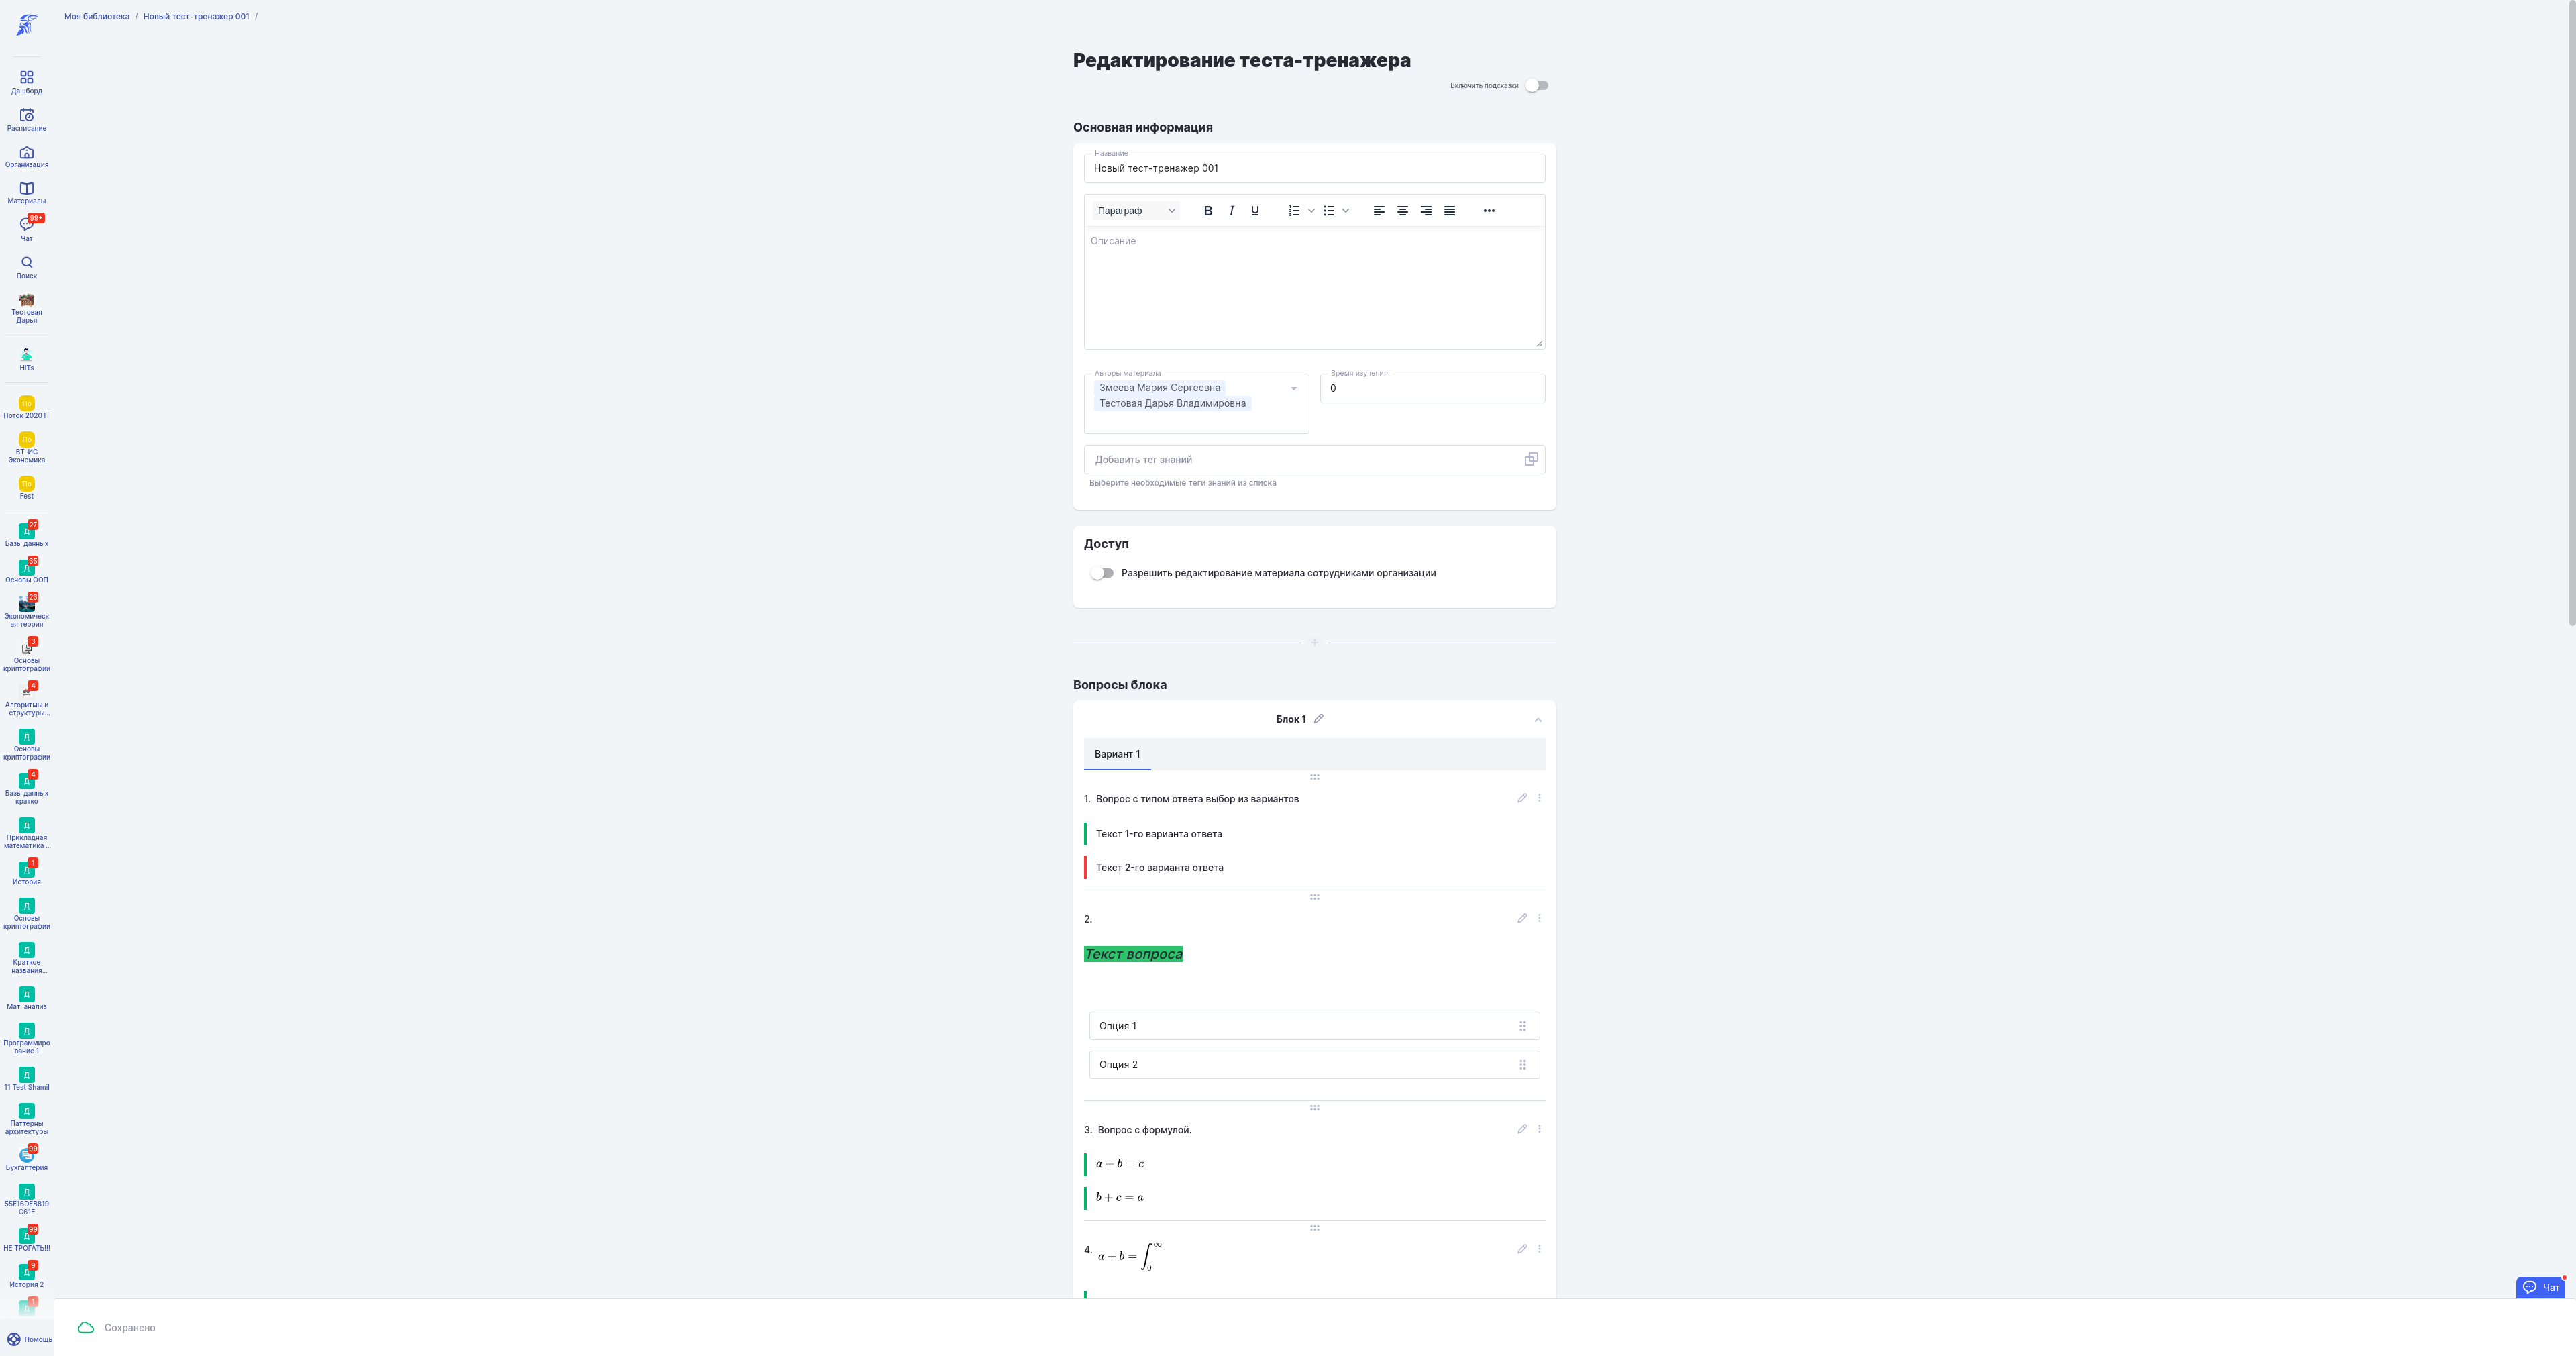 Моя библиотека / Новый тест-тренажер 001 /
Дашборд
Расписание
Организация
Материалы
99+
Чат
Поиск
Тестовая
Дарья
HITs
По
Поток 2020 IT
По
ВТ-ИС
Экономика
По
Fest
27
Д
Базы данных
35
Д
Основы ООП
23
Экономическ
ая теория
3
Основы
криптографии
4
Алгоритмы и
структуры...
Д
Основы
криптографии
4
Д
Базы данных
кратко
Д
Прикладная
математика ...
1
Д
История
Д
Основы
криптографии
Д
Краткое
названия...
Д
Мат. анализ
Д
Программиро
вание 1
Д
11 Test Shamil
Д
Паттерны
архитектуры
99
Бухгалтерия
Д
55F16DFB819
C61E
99
Д
НЕ ТРОГАТЬ!!!
9
Д
История 2
1
Д
Помощь
Редактирование теста-тренажера
Включить подсказки
Основная информация
Название
Новый тест-тренажер 001
Параграф
Описание
Авторы материала
Змеева Мария Сергеевна
Тестовая Дарья Владимировна
Время изучения
0
Добавить тег знаний
Выберите необходимые теги знаний из списка
Доступ
Разрешить редактирование материала сотрудниками организации
Вопросы блока
Блок 1
Вариант 1
1. Вопрос с типом ответа выбор из вариантов
Текст 1-го варианта ответа
Текст 2-го варианта ответа
2.
Текст вопроса
Опция 1
Опция 2
3. Вопрос с формулой.
a + b = c
b + c = a
4. a + b = ∫₀^∞
Чат
Сохранено